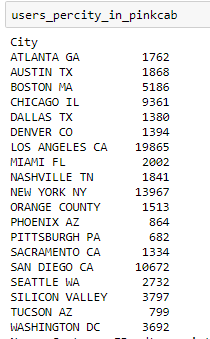 users_percity_in_pinkcab
City
ATLANTA GA 1762
AUSTIN TX 1868
BOSTON MA 5186
CHICAGO IL 9361
DALLAS TX 1380
DENVER CO 1394
LOS ANGELES CA 19865
MIAMI FL 2002
NASHVILLE TN 1841
NEW YORK NY 13967
ORANGE COUNTY 1513
PHOENIX AZ 864
PITTSBURGH PA 682
SACRAMENTO CA 1334
SAN DIEGO CA 10672
SEATTLE WA 2732
SILICON VALLEY 3797
TUCSON AZ 799
WASHINGTON DC 3692